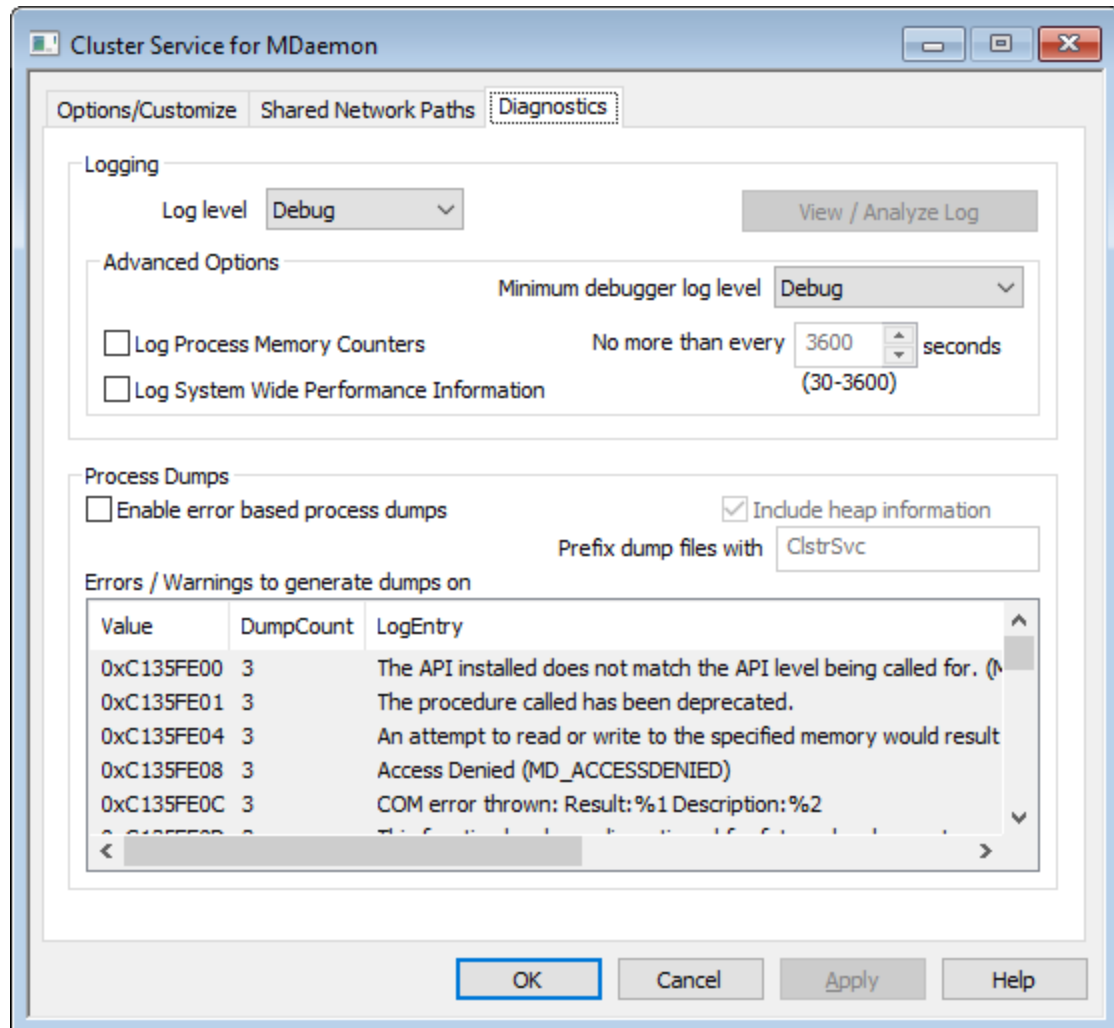 Cluster Service for MDaemon
Options/Customize Shared Network Paths Diagnostics
Logging
Log level Debug View / Analyze Log
Advanced Options
Minimum debugger log level Debug
Log Process Memory Counters No more than every 3600 seconds
(30-3600)
Log System Wide Performance Information
Process Dumps
Enable error based process dumps Include heap information
Prefix dump files with ClstrSvc
Errors / Warnings to generate dumps on
Value DumpCount LogEntry
0xC135FE00 3 The API installed does not match the API level being called for. (M
0xC135FE01 3 The procedure called has been deprecated.
0xC135FE04 3 An attempt to read or write to the specified memory would result
0xC135FE08 3 Access Denied (MD_ACCESSDENIED)
0xC135FE0C 3 COM error thrown: Result:%1 Description:%2
OK Cancel Apply Help